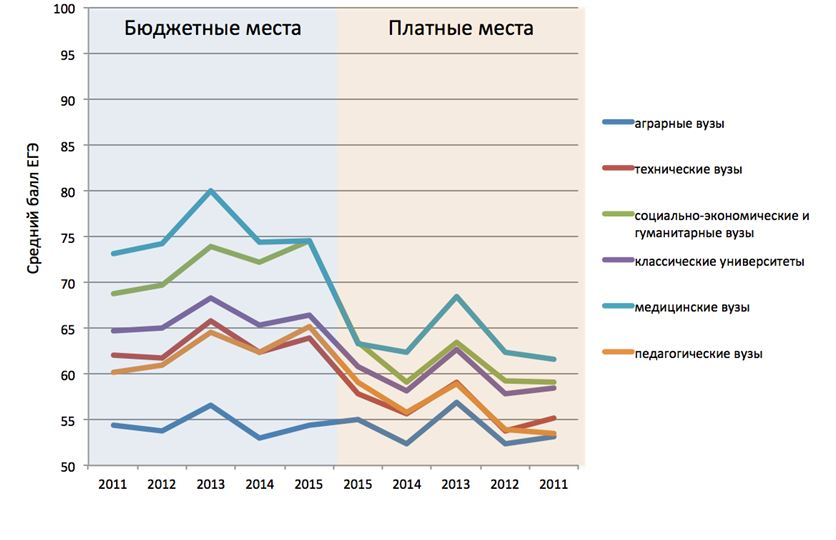 Бюджетные места
Платные места
Средний балл ЕГЭ
100
95
90
85
80
75
70
65
60
55
50
2011 2012 2013 2014 2015 2015 2014 2013 2012 2011
аграрные вузы
технические вузы
социально-экономические и
гуманитарные вузы
классические университеты
медицинские вузы
педагогические вузы